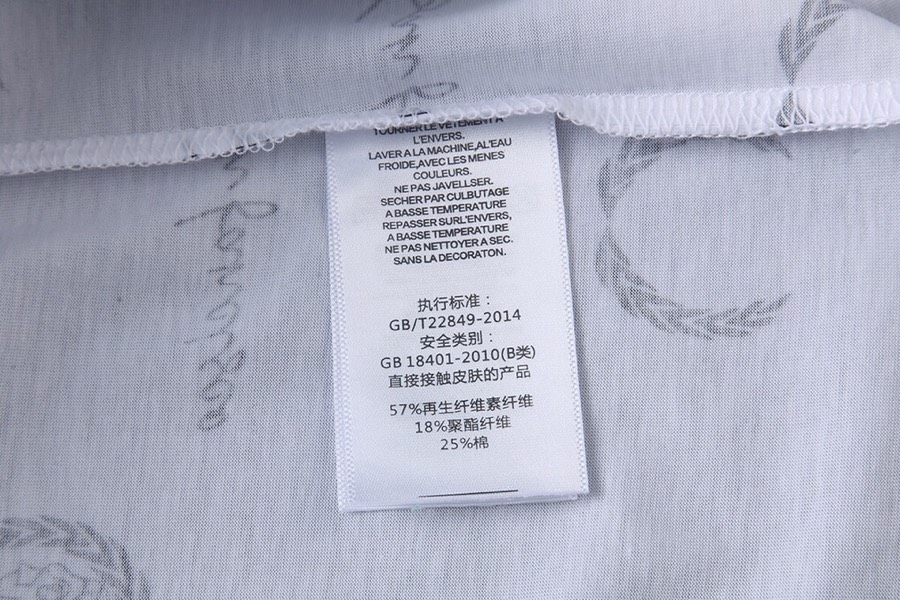 TOURNER LE VETEMENT A
L'ENVERS.
LAVER A LA MACHINE,AL'EAU
FROIDE,AVEC LES MENES
COULEURS.
NE PAS JAVELLSER.
SECHER PAR CULBUTAGE
A BASSE TEMPERATURE
REPASSER SURL'ENVERS,
A BASSE TEMPERATURE
NE PAS NETTOYER A SEC.
SANS LA DECORATON.
执行标准：
GB/T22849-2014
安全类别：
GB 18401-2010(B类)
直接接触皮肤的产品
57%再生纤维素纤维
18%聚酯纤维
25%棉